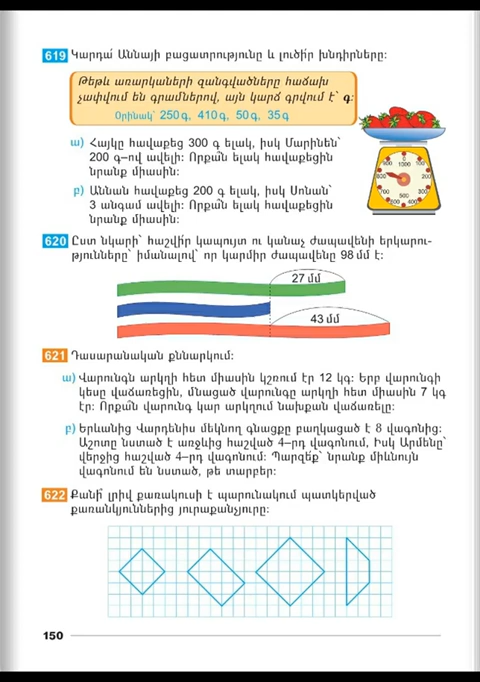 619 Կարդա՛ Աննայի բացատրությունը և լուծի՛ր խնդիրները։
Թեթև առարկաների զանգվածները հաճախ
չափվում են գրամներով, այն կարճ գրվում է՝ գ։
Օրինակ՝ 250 գ, 410 գ, 50 գ, 35 գ
ա) Հայկը հավաքեց 300 գ ելակ, իսկ Մարինեն՝
200 գ–ով ավելի։ Որքա՞ն ելակ հավաքեցին
նրանք միասին։
բ) Աննան հավաքեց 200 գ ելակ, իսկ Սոնան՝
3 անգամ ավելի։ Որքա՞ն ելակ հավաքեցին
նրանք միասին։
620 Ըստ նկարի՝ հաշվի՛ր կապույտ ու կանաչ ժապավենի երկարու-
թյունները՝ իմանալով՝ որ կարմիր ժապավենը 98 մմ է։
27 մմ
43 մմ
621 Դասարանական քննարկում։
ա) Վարունգն արկղի հետ միասին կշռում էր 12 կգ։ Երբ վարունգի
կեսը վաճառեցին, մնացած վարունգը արկղի հետ միասին 7 կգ
էր։ Որքա՞ն վարունգ կար արկղում նախքան վաճառելը։
բ) Երևանից Վարդենիս մեկնող գնացքը բաղկացած է 8 վագոնից։
Աշոտը նստած է առջևից հաշված 4–րդ վագոնում, Իսկ Արմենը՝
վերջից հաշված 4–րդ վագոնում։ Պարզե՛ք՝ նրանք միևնույն
վագոնում են նստած, թե տարբեր։
622 Քանի՞ լրիվ քառակուսի է պարունակում պատկերված
քառանկյուններից յուրաքանչյուրը։
150